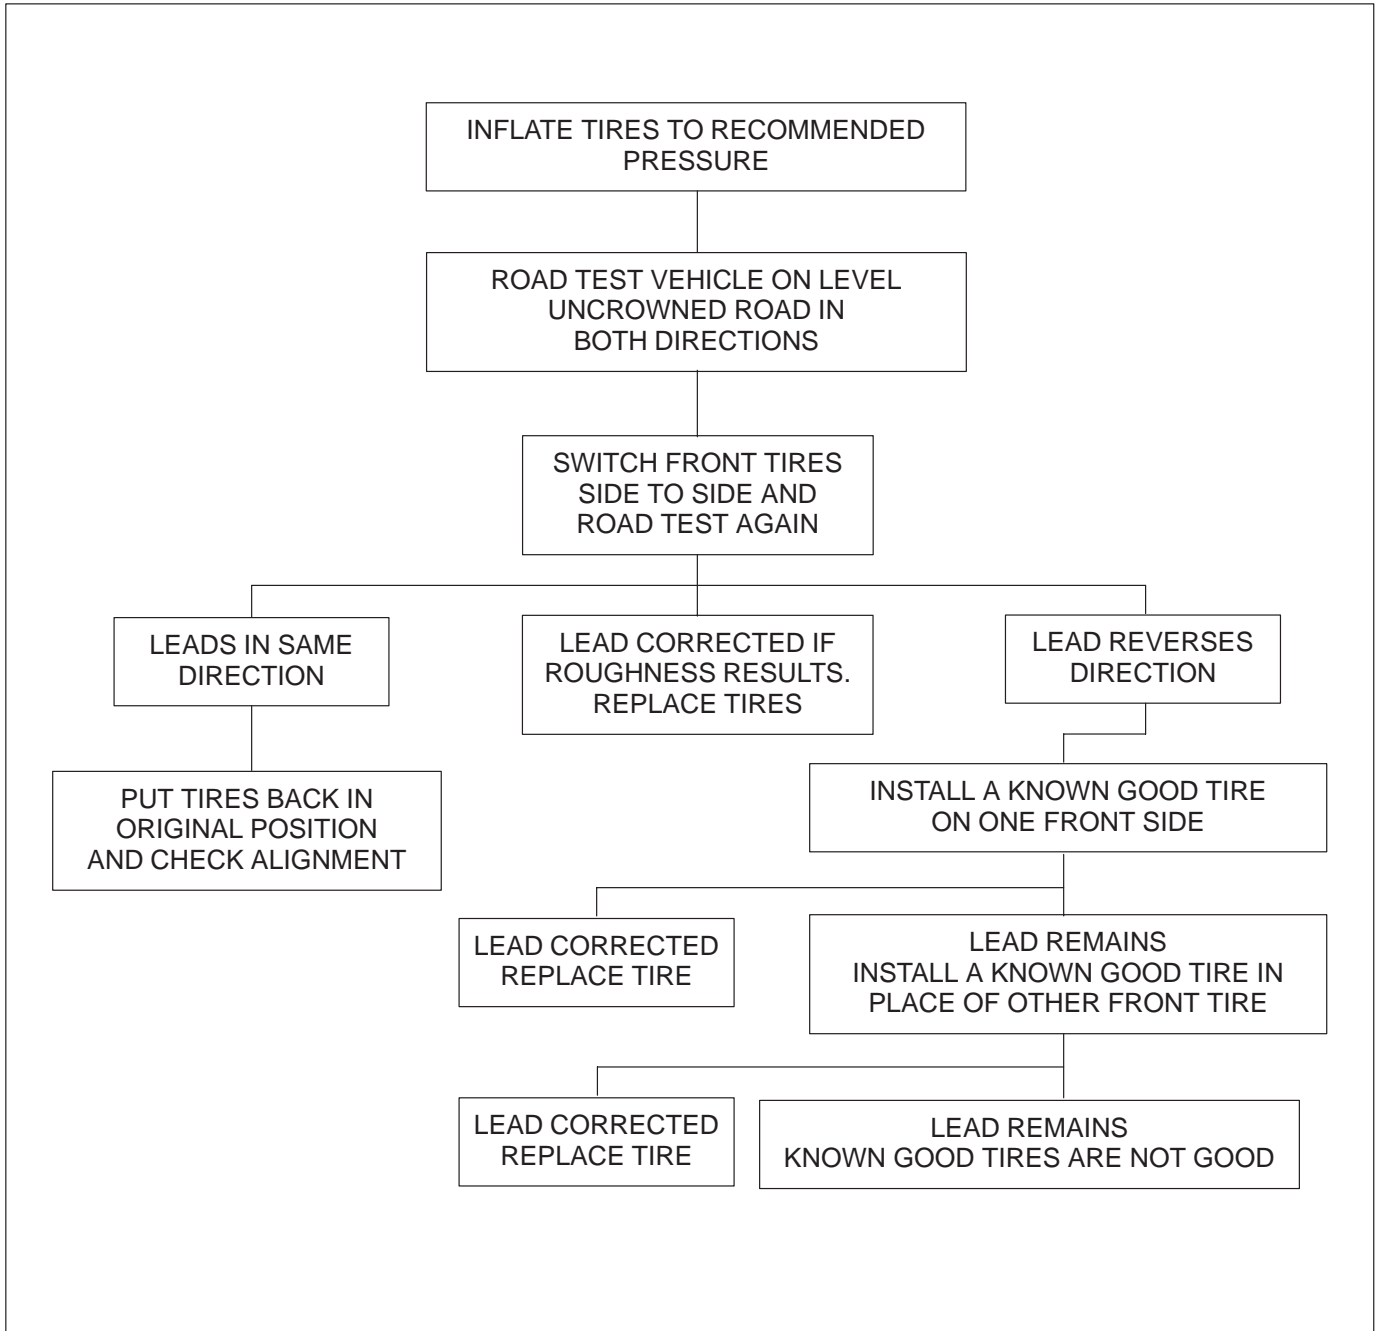 INFLATE TIRES TO RECOMMENDED
PRESSURE
ROAD TEST VEHICLE ON LEVEL
UNCROWNED ROAD IN
BOTH DIRECTIONS
SWITCH FRONT TIRES
SIDE TO SIDE AND
ROAD TEST AGAIN
LEADS IN SAME
DIRECTION
LEAD CORRECTED IF
ROUGHNESS RESULTS.
REPLACE TIRES
LEAD REVERSES
DIRECTION
PUT TIRES BACK IN
ORIGINAL POSITION
AND CHECK ALIGNMENT
INSTALL A KNOWN GOOD TIRE
ON ONE FRONT SIDE
LEAD CORRECTED
REPLACE TIRE
LEAD REMAINS
INSTALL A KNOWN GOOD TIRE IN
PLACE OF OTHER FRONT TIRE
LEAD CORRECTED
REPLACE TIRE
LEAD REMAINS
KNOWN GOOD TIRES ARE NOT GOOD